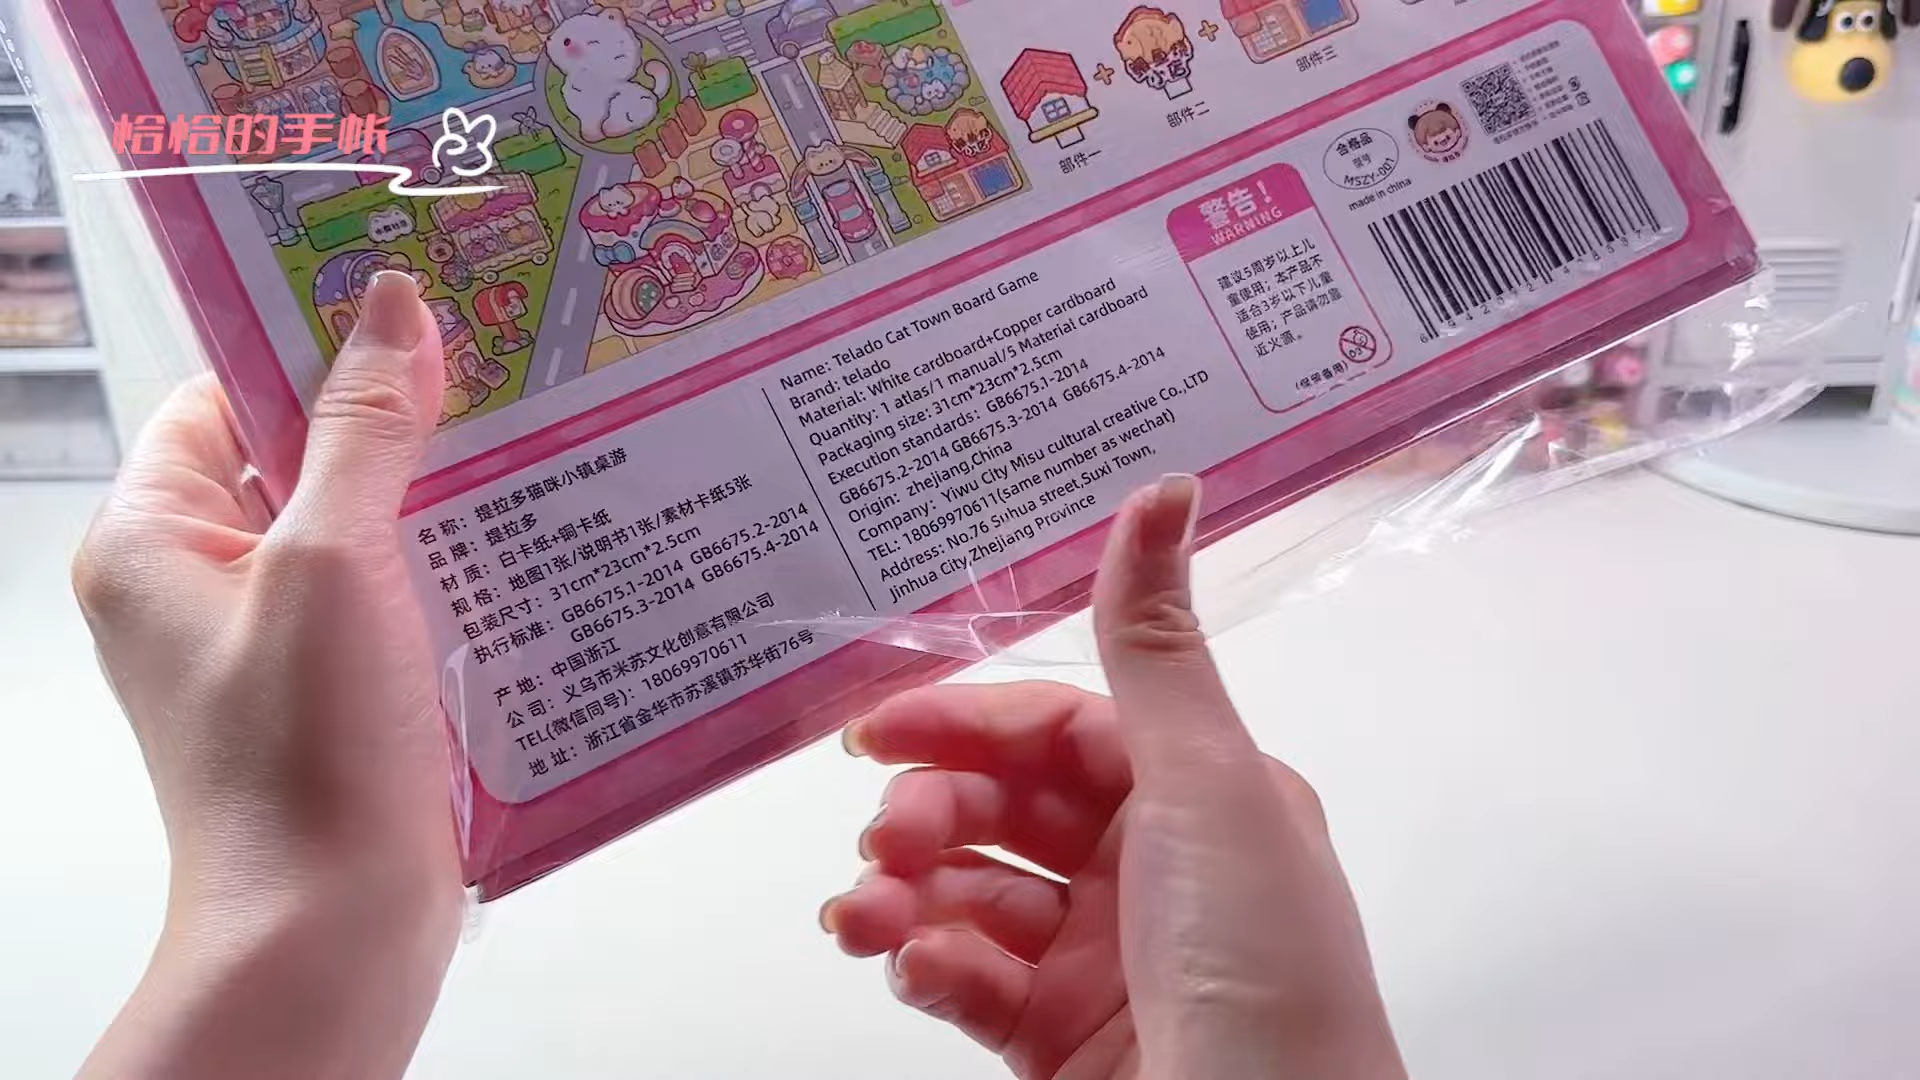 恰恰的手帐
鲷鱼烧
小店
部件一
部件二
部件三
合格品
型号
MSZY-001
made in china
警告!
WARNING
建议5周岁以上儿
童使用;本产品不
适合3岁以下儿童
使用;产品请勿靠
近火源。
(保留备用)
名 称:提拉多猫咪小镇桌游
品 牌:提拉多
材 质:白卡纸+铜卡纸
规 格:地图1张/说明书1张/素材卡纸5张
包装尺寸:31cm*23cm*2.5cm
执行标准:GB6675.1-2014 GB6675.2-2014
GB6675.3-2014 GB6675.4-2014
产 地:中国浙江
公 司:义乌市米苏文化创意有限公司
TEL(微信同号):18069970611
地 址:浙江省金华市苏溪镇苏华街76号
Name: Telado Cat Town Board Game
Brand: telado
Material: White cardboard+Copper cardboard
Quantity: 1 atlas/1 manual/5 Material cardboard
Packaging size: 31cm*23cm*2.5cm
Execution standards: GB6675.1-2014
GB6675.2-2014 GB6675.3-2014 GB6675.4-2014
Origin: zhejiang,China
Company: Yiwu City Misu cultural creative Co.,LTD
TEL: 18069970611(same number as wechat)
Address: No.76 Suhua street,Suxi Town,
Jinhua City,Zhejiang Province